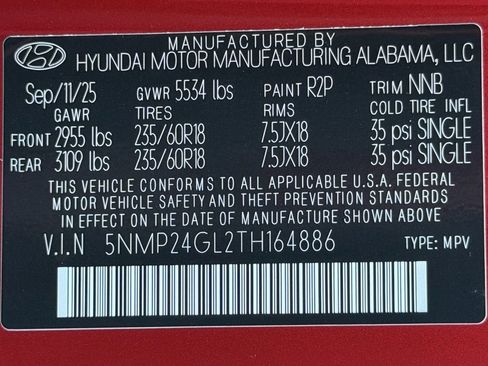 MANUFACTURED BY
HYUNDAI MOTOR MANUFACTURING ALABAMA, LLC
Sep/11/25 GVWR 5534 lbs PAINT R2P TRIM NNB
GAWR TIRES RIMS COLD TIRE INFL
FRONT 2955 lbs 235/60R18 7.5JX18 35 psi SINGLE
REAR 3109 lbs 235/60R18 7.5JX18 35 psi SINGLE
THIS VEHICLE CONFORMS TO ALL APPLICABLE U.S.A. FEDERAL
MOTOR VEHICLE SAFETY AND THEFT PREVENTION STANDARDS
IN EFFECT ON THE DATE OF MANUFACTURE SHOWN ABOVE
V.I.N 5NMP24GL2TH164886 TYPE: MPV